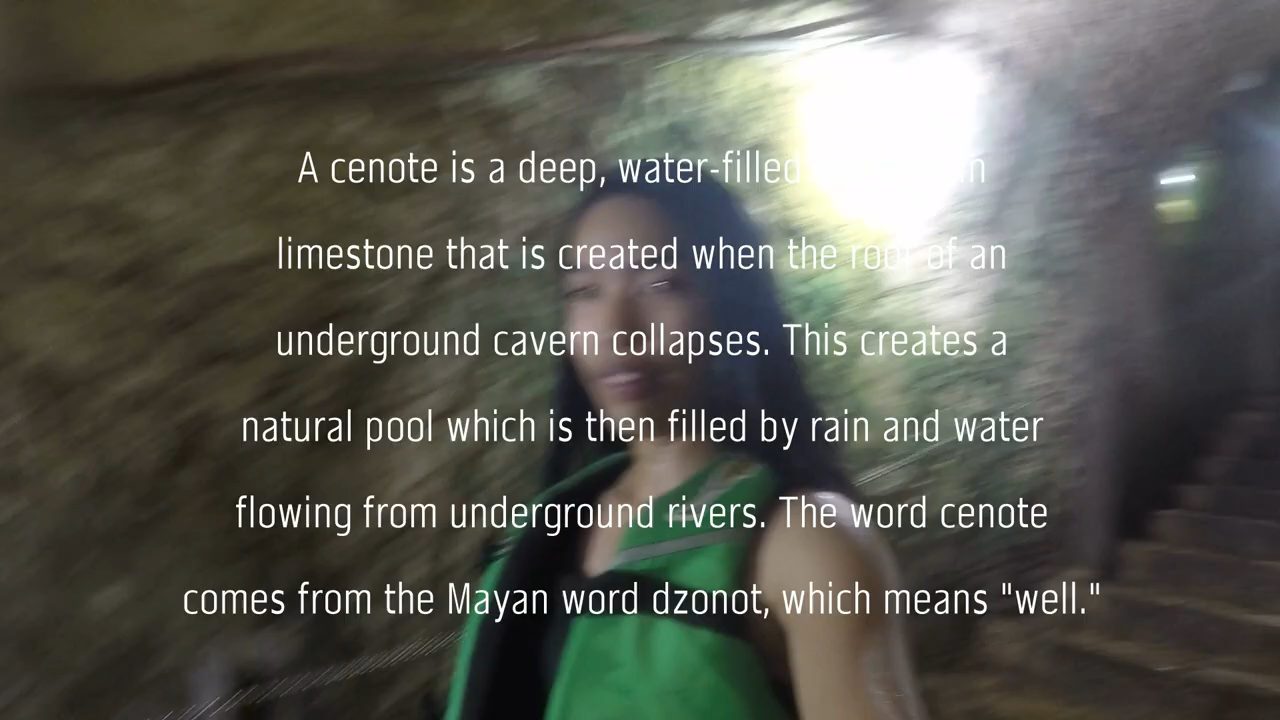 A cenote is a deep, water-filled in
limestone that is created when the roof of an
underground cavern collapses. This creates a
natural pool which is then filled by rain and water
flowing from underground rivers. The word cenote
comes from the Mayan word dzonot, which means "well."